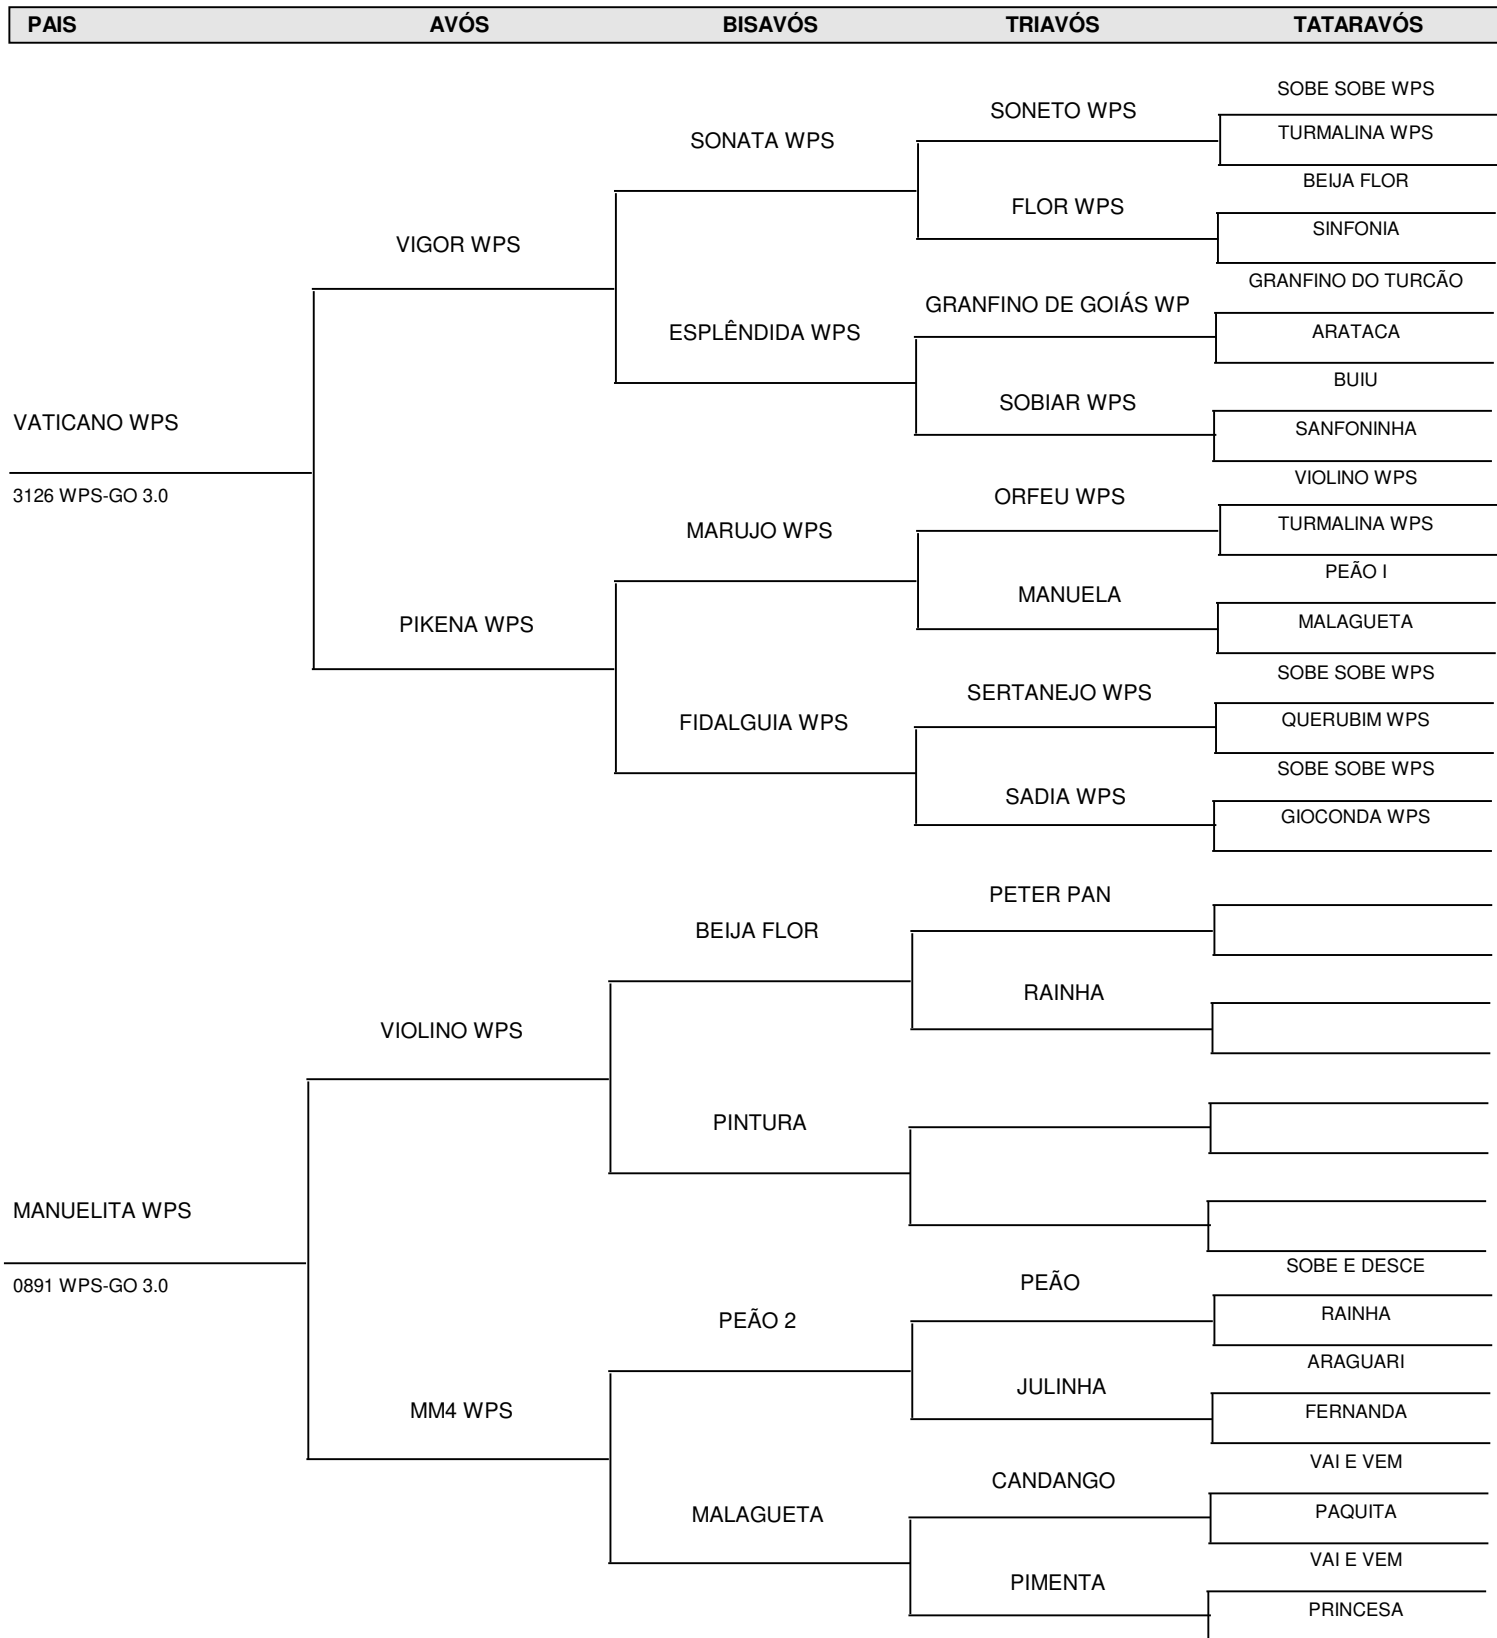 PAIS AVÓS BISAVÓS TRIAVÓS TATARAVÓS
SOBE SOBE WPS
SONETO WPS
TURMALINA WPS
SONATA WPS
BEIJA FLOR
FLOR WPS
SINFONIA
VIGOR WPS
GRANFINO DO TURCÃO
GRANFINO DE GOIÁS WP
ARATACA
ESPLÊNDIDA WPS
BUIU
SOBIAR WPS
VATICANO WPS
SANFONINHA
VIOLINO WPS
3126 WPS-GO 3.0
ORFEU WPS
TURMALINA WPS
MARUJO WPS
PEÃO I
MANUELA
MALAGUETA
PIKENA WPS
SOBE SOBE WPS
SERTANEJO WPS
QUERUBIM WPS
FIDALGUIA WPS
SOBE SOBE WPS
SADIA WPS
GIOCONDA WPS
PETER PAN
BEIJA FLOR
RAINHA
VIOLINO WPS
PINTURA
MANUELITA WPS
SOBE E DESCE
0891 WPS-GO 3.0
PEÃO
RAINHA
PEÃO 2
ARAGUARI
JULINHA
MM4 WPS
FERNANDA
VAI E VEM
CANDANGO
PAQUITA
MALAGUETA
VAI E VEM
PIMENTA
PRINCESA